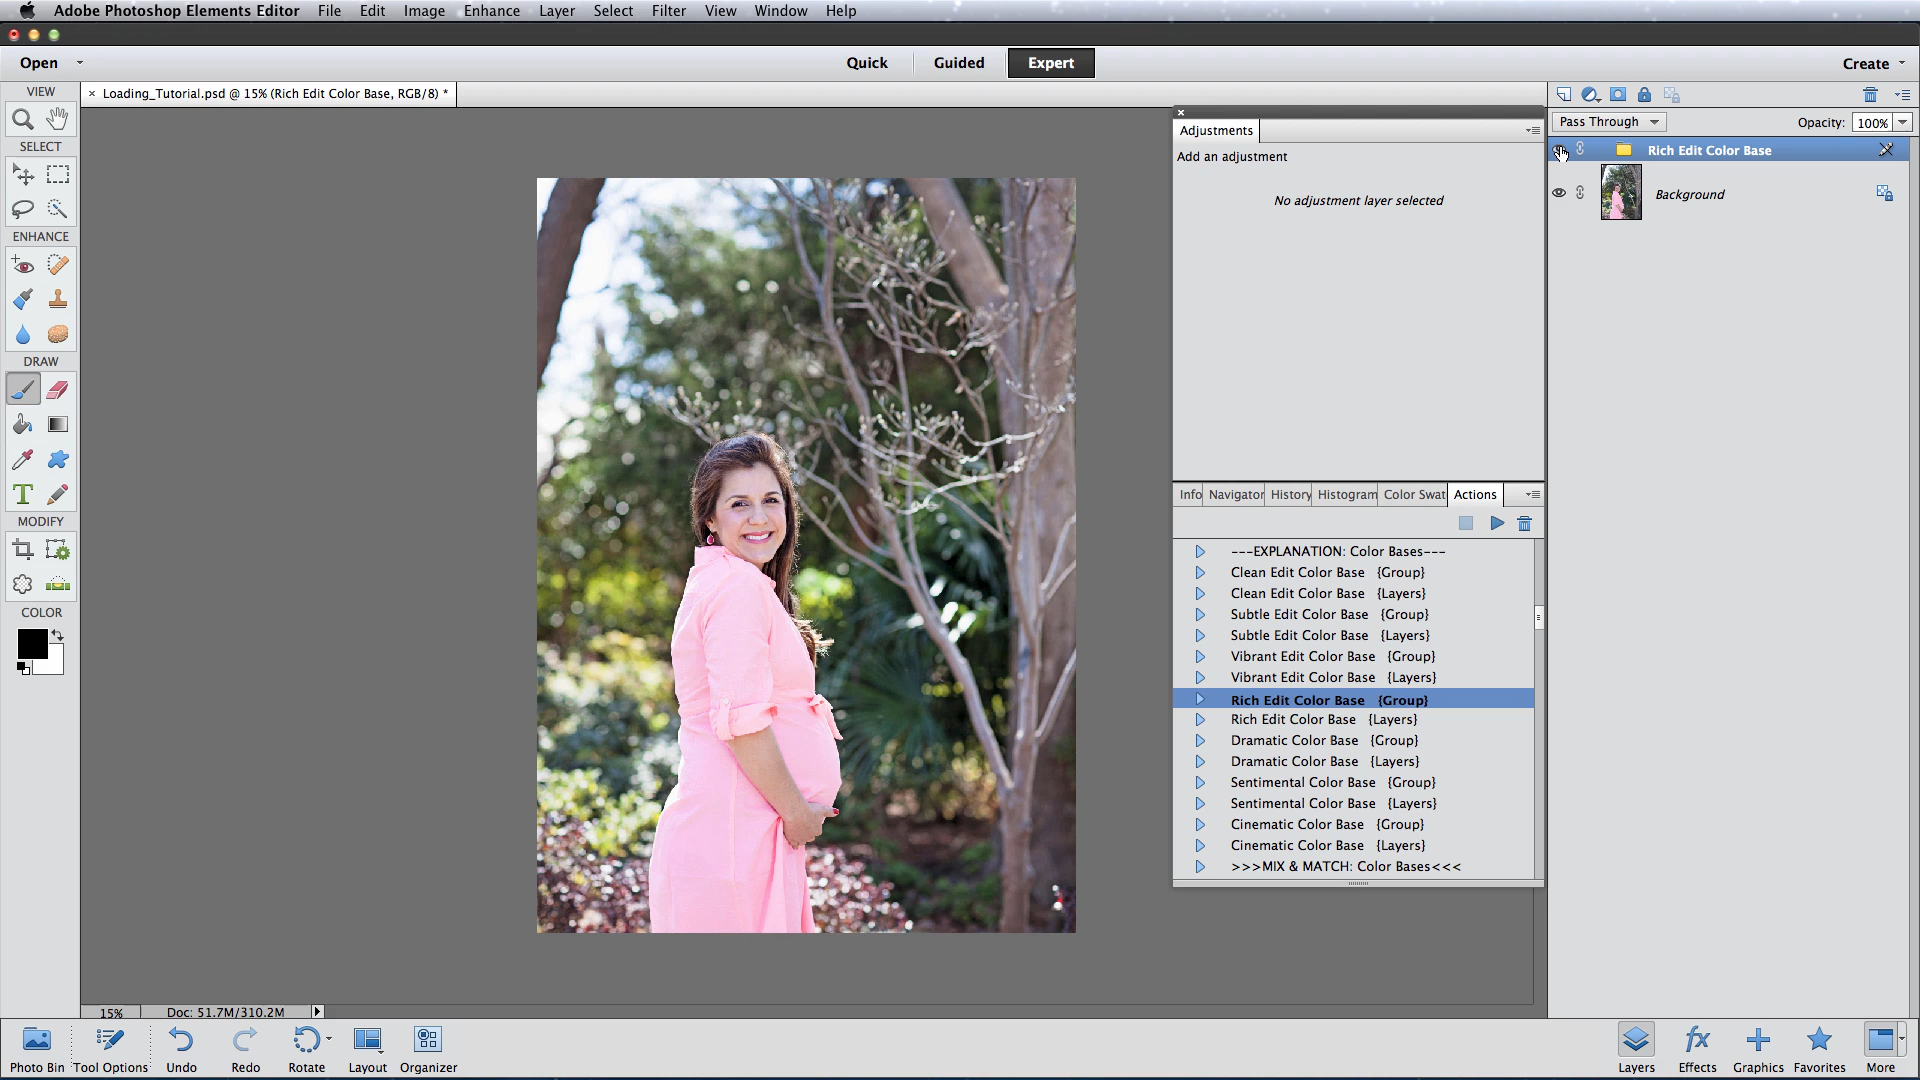 Adobe Photoshop Elements Editor File Edit Image Enhance Layer Select Filter View Window Help
Open Quick Guided Expert Create
VIEW
Loading_Tutorial.psd @ 15% (Rich Edit Color Base, RGB/8) *
Pass Through Opacity: 100%
Adjustments
Add an adjustment
No adjustment layer selected
Rich Edit Color Base
Background
SELECT
ENHANCE
DRAW
MODIFY
COLOR
Info Navigator History Histogram Color Swat Actions
---EXPLANATION: Color Bases---
Clean Edit Color Base {Group}
Clean Edit Color Base {Layers}
Subtle Edit Color Base {Group}
Subtle Edit Color Base {Layers}
Vibrant Edit Color Base {Group}
Vibrant Edit Color Base {Layers}
Rich Edit Color Base {Group}
Rich Edit Color Base {Layers}
Dramatic Color Base {Group}
Dramatic Color Base {Layers}
Sentimental Color Base {Group}
Sentimental Color Base {Layers}
Cinematic Color Base {Group}
Cinematic Color Base {Layers}
>>>MIX & MATCH: Color Bases<<<
15% Doc: 51.7M/310.2M
Photo Bin Tool Options Undo Redo Rotate Layout Organizer Layers Effects Graphics Favorites More